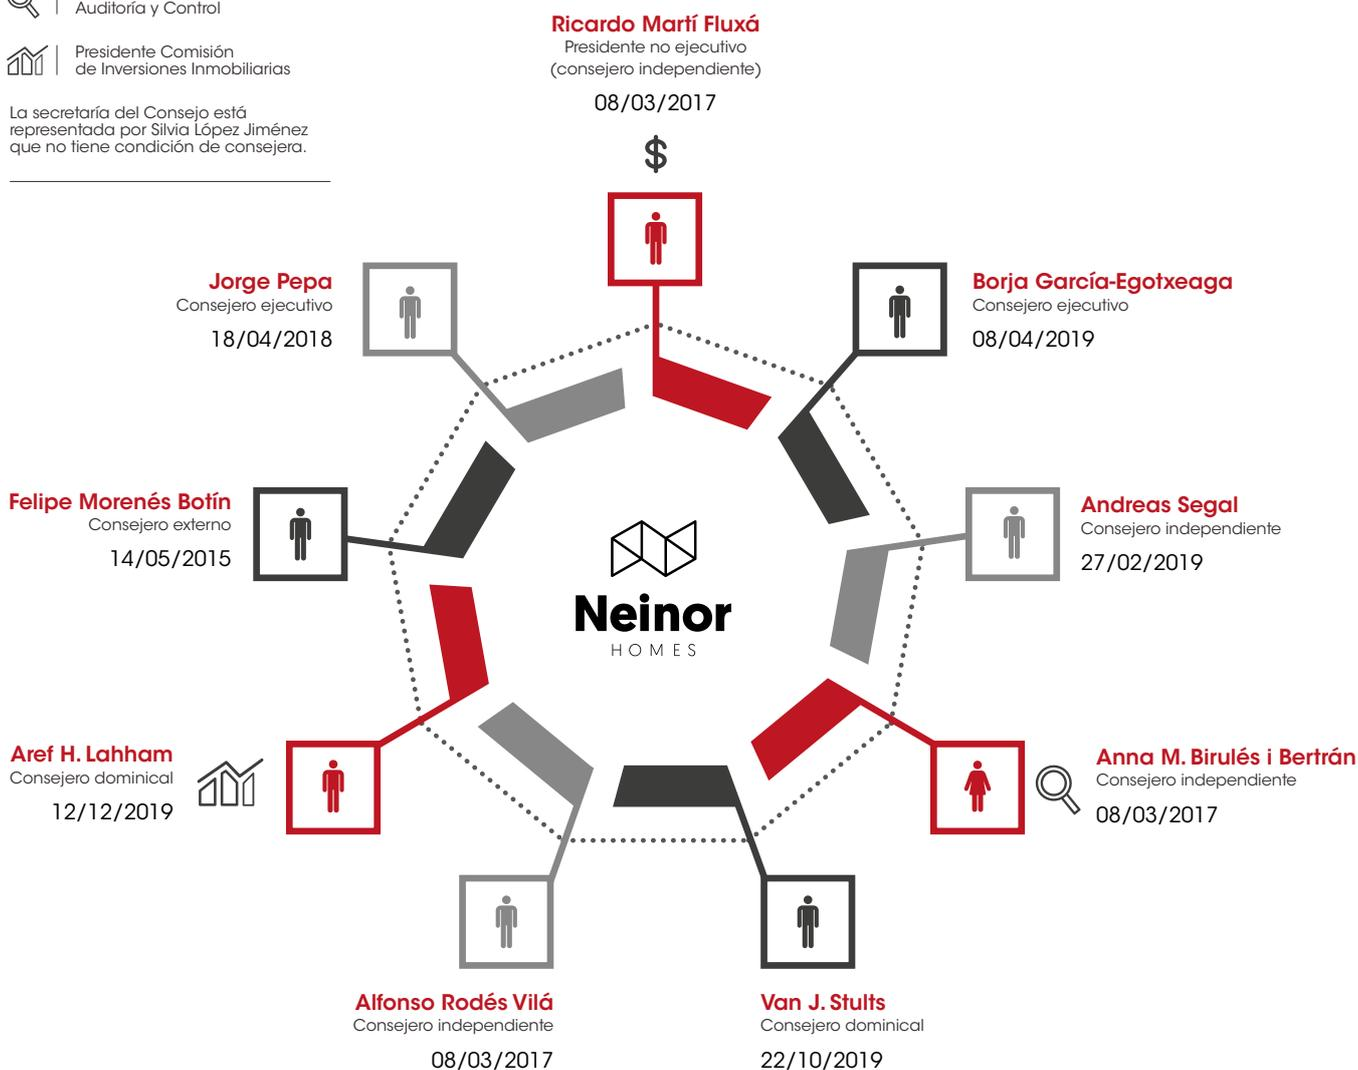 Auditoría y Control
Presidente Comisión
de Inversiones Inmobiliarias
La secretaría del Consejo está
representada por Silvia López Jiménez
que no tiene condición de consejera.
Ricardo Martí Fluxá
Presidente no ejecutivo
(consejero independiente)
08/03/2017
$
Jorge Pepa
Consejero ejecutivo
18/04/2018
Borja García-Egotxeaga
Consejero ejecutivo
08/04/2019
Felipe Morenés Botín
Consejero externo
14/05/2015
Andreas Segal
Consejero independiente
27/02/2019
Neinor
HOMES
Aref H. Lahham
Consejero dominical
12/12/2019
Anna M. Birulés i Bertrán
Consejero independiente
08/03/2017
Alfonso Rodés Vilá
Consejero independiente
08/03/2017
Van J. Stults
Consejero dominical
22/10/2019